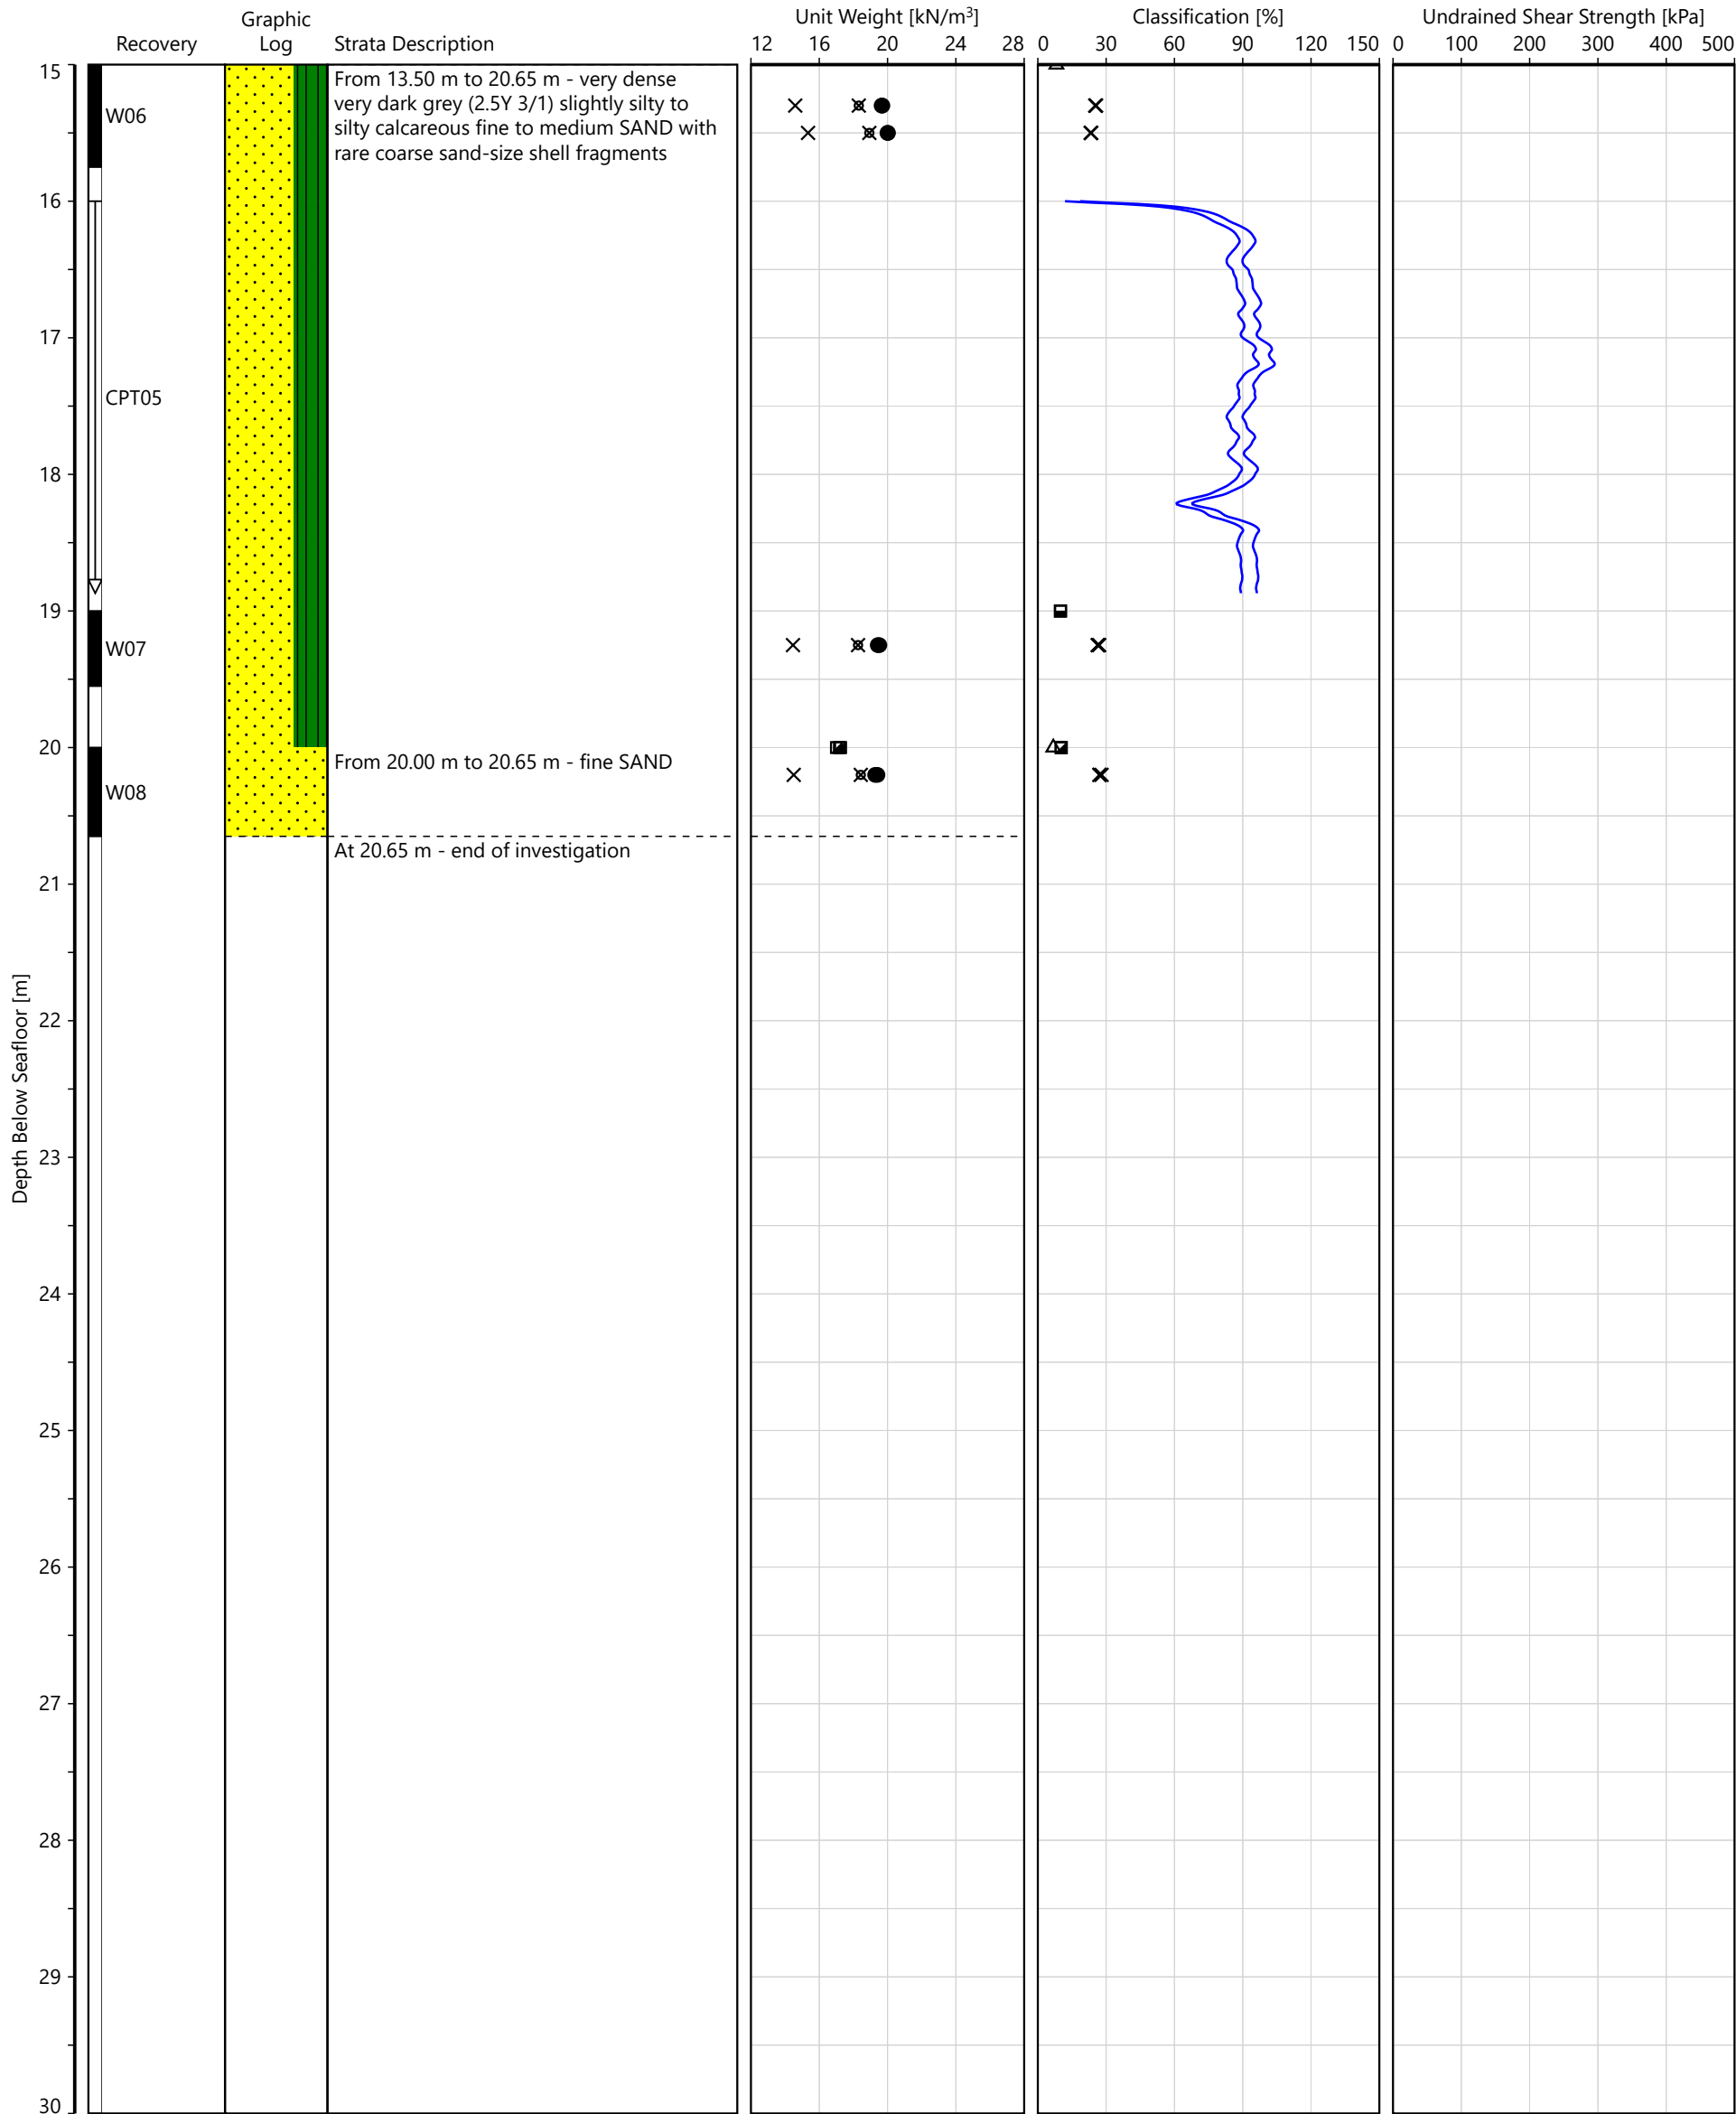 Recovery
Graphic
Log
Strata Description
Unit Weight [kN/m³]
12 16 20 24 28
Classification [%]
0 30 60 90 120 150
Undrained Shear Strength [kPa]
0 100 200 300 400 500
Depth Below Seafloor [m]
15
16
17
18
19
20
21
22
23
24
25
26
27
28
29
30
W06
CPT05
W07
W08
From 13.50 m to 20.65 m - very dense
very dark grey (2.5Y 3/1) slightly silty to
silty calcareous fine to medium SAND with
rare coarse sand-size shell fragments
From 20.00 m to 20.65 m - fine SAND
At 20.65 m - end of investigation